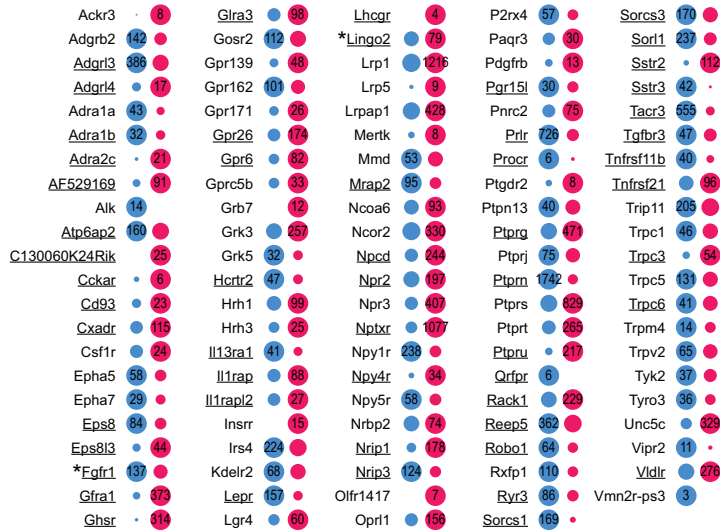 Ackr3 8
Adgrb2 142
Adgrl3 386
Adgrl4 17
Adra1a 43
Adra1b 32
Adra2c 21
AF529169 91
Alk 14
Atp6ap2 160
C130060K24Rik 25
Cckar 6
Cd93 23
Cxadr 115
Csf1r 24
Epha5 58
Epha7 29
Eps8 84
Eps8l3 44
*Fgfr1 137
Gfra1 373
Ghsr 314
Glra3 98
Gosr2 112
Gpr139 48
Gpr162 101
Gpr171 26
Gpr26 174
Gpr6 82
Gprc5b 33
Grb7 12
Grk3 257
Grk5 32
Hcrtr2 47
Hrh1 99
Hrh3 25
Il13ra1 41
Il1rap 88
Il1rapl2 27
Insrr 15
Irs4 224
Kdelr2 68
Lepr 157
Lgr4 60
Lhcgr 4
*Lingo2 79
Lrp1 1216
Lrp5 9
Lrpap1 428
Mertk 8
Mmd 53
Mrap2 95
Ncoa6 93
Ncor2 330
Npcd 244
Npr2 197
Npr3 407
Nptxr 1077
Npy1r 238
Npy4r 34
Npy5r 58
Nrbp2 74
Nrip1 178
Nrip3 124
Olfr1417 7
Oprl1 156
P2rx4 57
Paqr3 30
Pdgfrb 13
Pgr15l 30
Pnrc2 75
Prlr 726
Procr 6
Ptgdr2 8
Ptpn13 40
Ptprg 471
Ptprj 75
Ptprn 1742
Ptprs 829
Ptprt 265
Ptpru 217
Qrfpr 6
Rack1 229
Reep5 362
Robo1 64
Rxfp1 110
Ryr3 86
Sorcs1 169
Sorcs3 170
Sorl1 237
Sstr2 112
Sstr3 42
Tacr3 555
Tgfbr3 47
Tnfrsf11b 40
Tnfrsf21 96
Trip11 205
Trpc1 46
Trpc3 54
Trpc5 131
Trpc6 41
Trpm4 14
Trpv2 65
Tyk2 37
Tyro3 36
Unc5c 329
Vipr2 11
Vldlr 276
Vmn2r-ps3 3